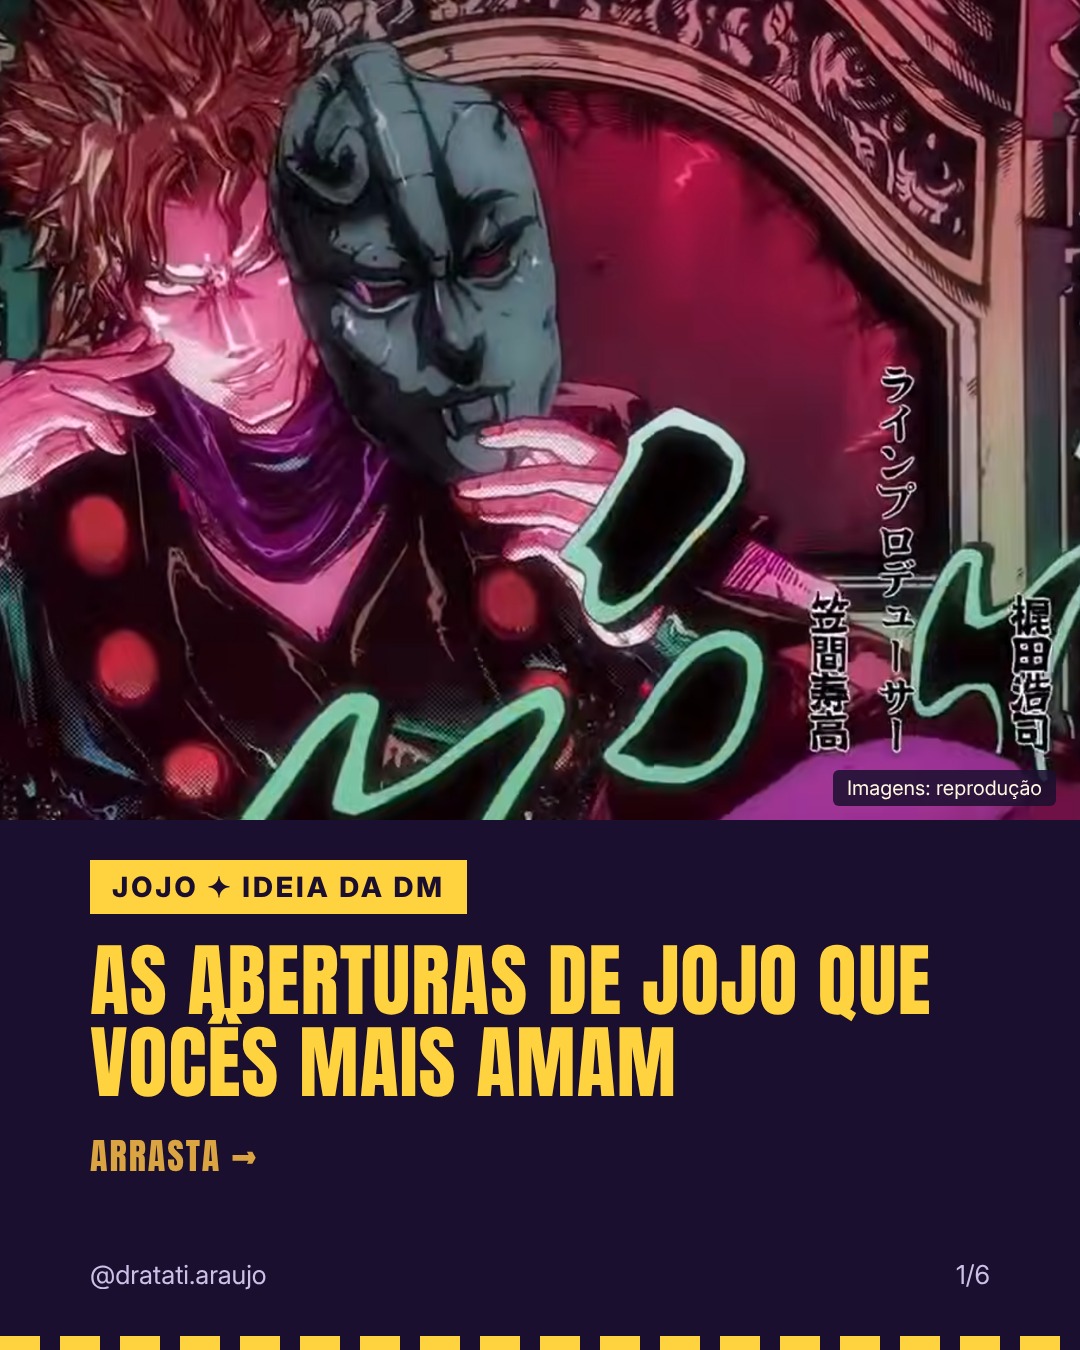 ラインプロデューサー
笠間寿高
梶田浩司
Imagens: reprodução
JOJO ✦ IDEIA DA DM
AS ABERTURAS DE JOJO QUE
VOCÊS MAIS AMAM
ARRASTA →
@dratati.araujo
1/6